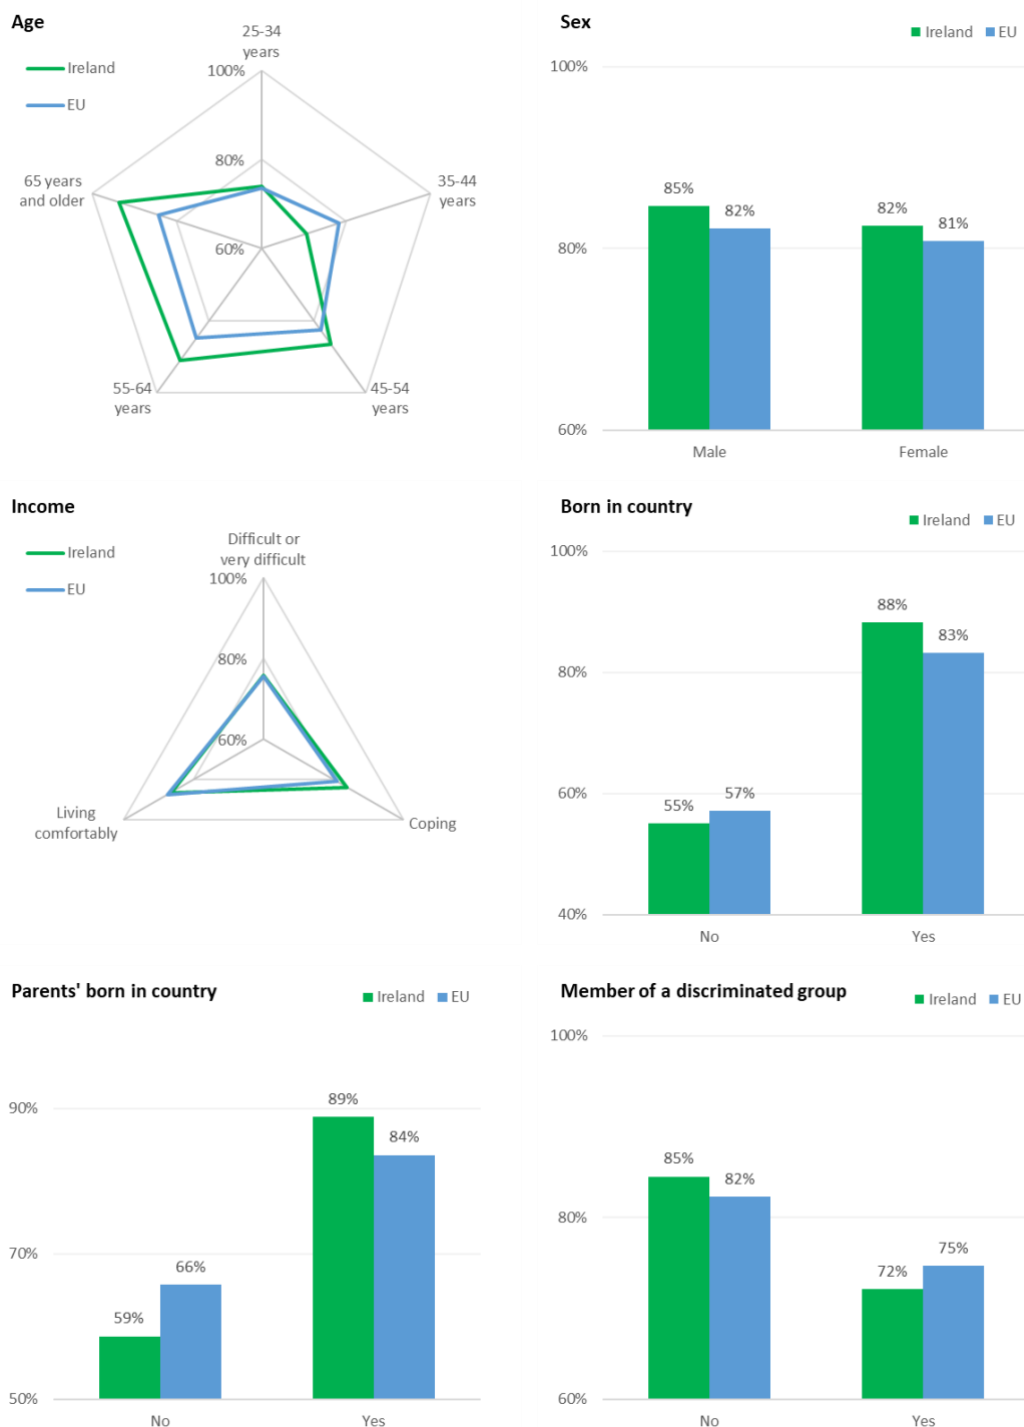 Age
Ireland
EU
25-34
years
100%
80%
60%
35-44
years
45-54
years
55-64
years
65 years
and older
Sex
Ireland
EU
100%
80%
60%
85%
82%
82%
81%
Male
Female
Income
Ireland
EU
Difficult or
very difficult
100%
80%
60%
Living
comfortably
Coping
Born in country
Ireland
EU
100%
80%
60%
40%
55%
57%
88%
83%
No
Yes
Parents' born in country
Ireland
EU
90%
70%
50%
59%
66%
89%
84%
No
Yes
Member of a discriminated group
Ireland
EU
100%
80%
60%
85%
82%
72%
75%
No
Yes